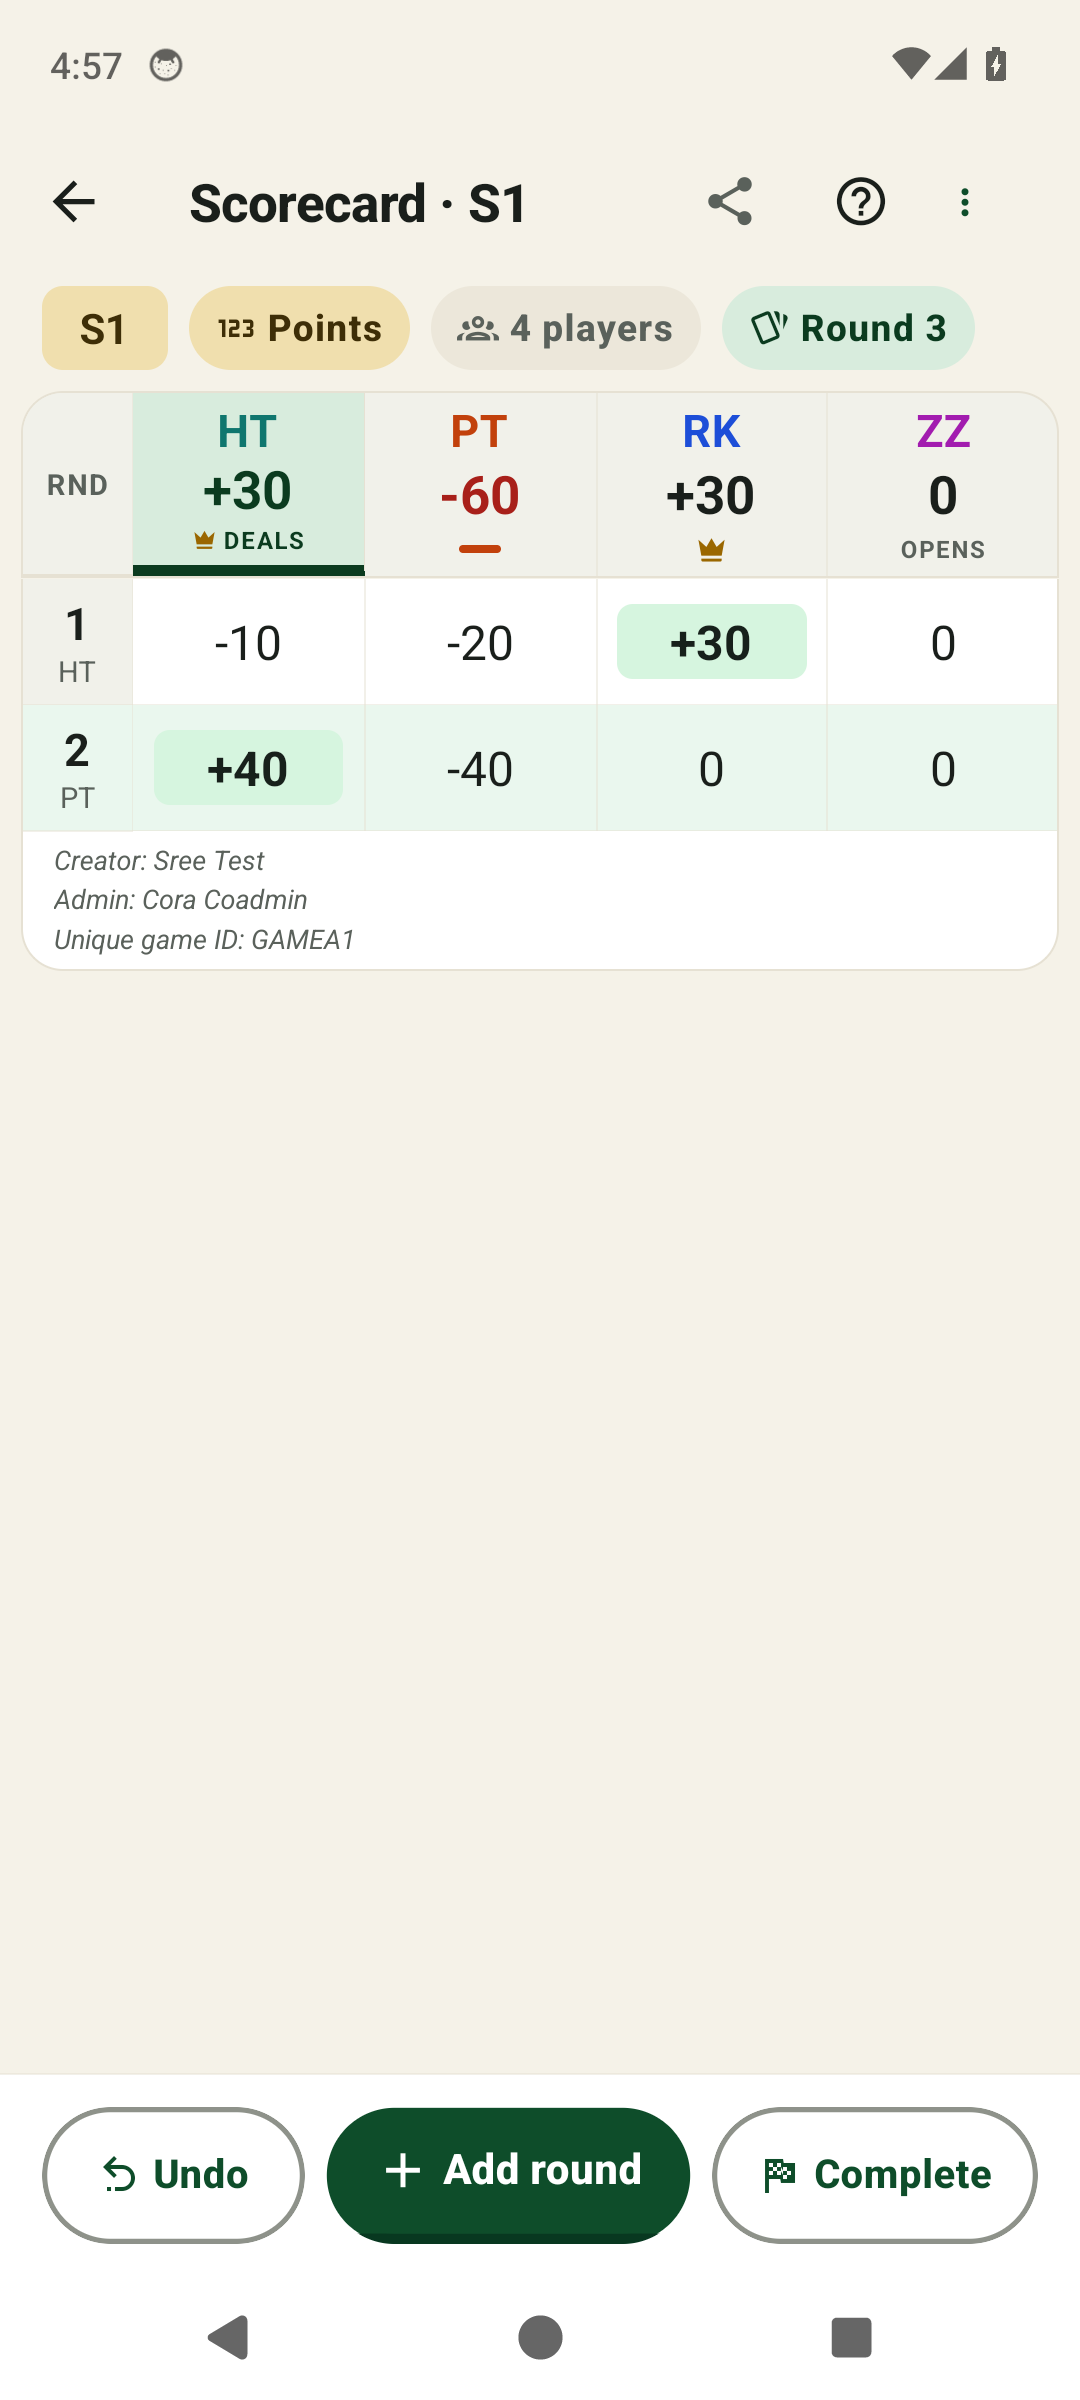 4:57
Scorecard · S1
S1
123 Points
4 players
Round 3
RND
HT
PT
RK
ZZ
+30
-60
+30
0
DEALS
OPENS
1
HT
-10
-20
+30
0
2
PT
+40
-40
0
0
Creator: Sree Test
Admin: Cora Coadmin
Unique game ID: GAMEA1
Undo
+ Add round
Complete